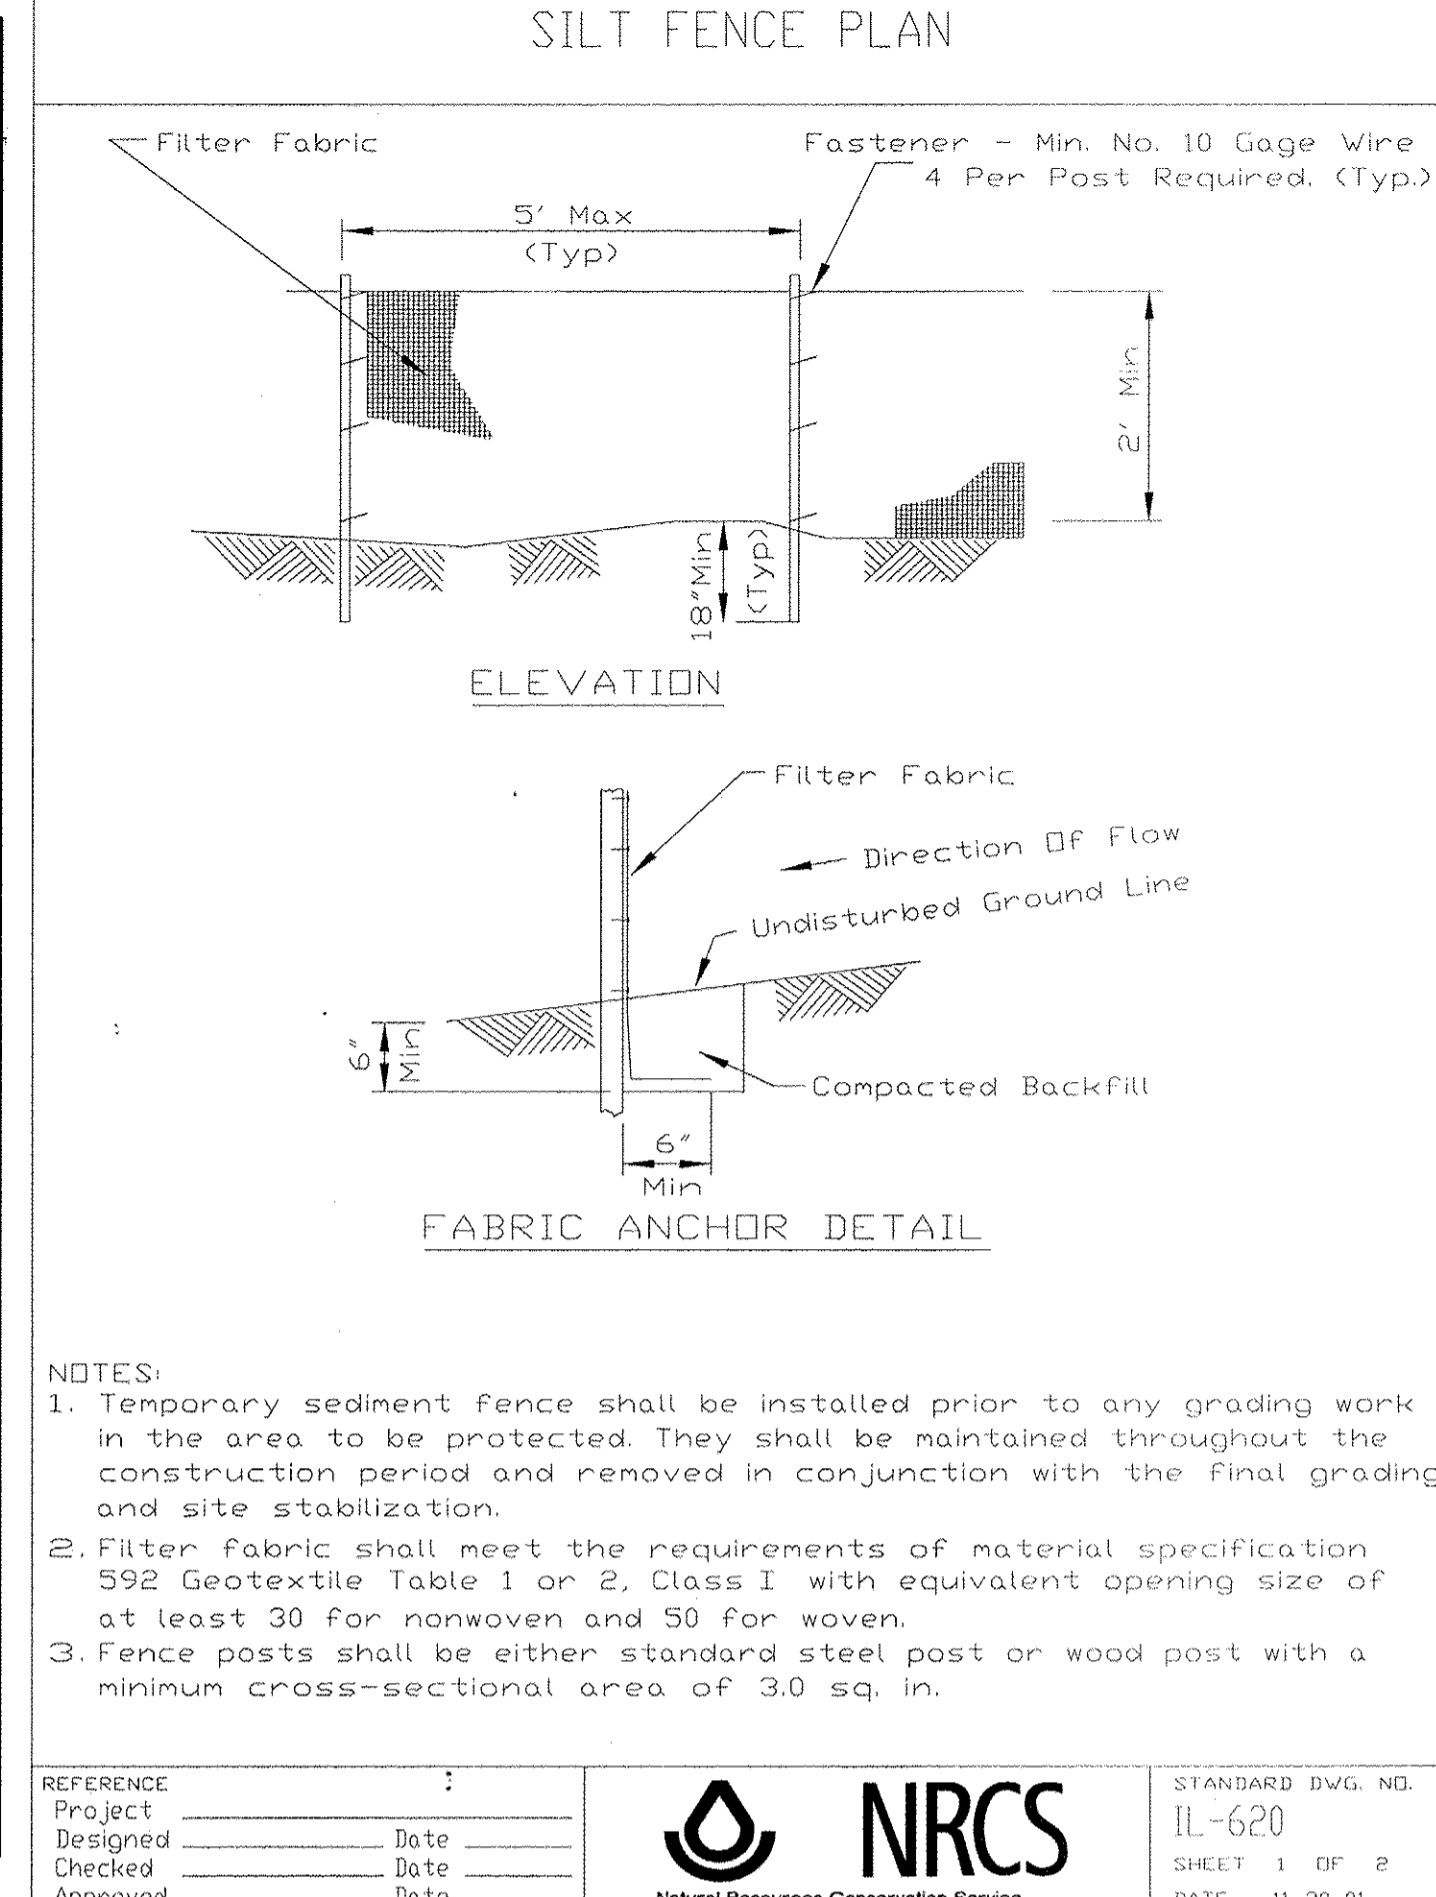 SILT FENCE PLAN
Filter Fabric
Fastener - Min. No. 10 Gage Wire
4 Per Post Required. (Typ.)
5' Max
(Typ)
2' Min
18"Min
(Typ)
ELEVATION
Filter Fabric
Direction Of Flow
Undisturbed Ground Line
6"
Min
Compacted Backfill
6"
Min
FABRIC ANCHOR DETAIL
NOTES:
1. Temporary sediment fence shall be installed prior to any grading work
in the area to be protected. They shall be maintained throughout the
construction period and removed in conjunction with the final grading
and site stabilization.
2. Filter fabric shall meet the requirements of material specification
592 Geotextile Table 1 or 2, Class I with equivalent opening size of
at least 30 for nonwoven and 50 for woven.
3. Fence posts shall be either standard steel post or wood post with a
minimum cross-sectional area of 3.0 sq. in.
REFERENCE
Project
Designed Date
Checked Date
Approved Date
NRCS
Natural Resources Conservation Service
STANDARD DWG. NO.
IL-620
SHEET 1 OF 2
DATE